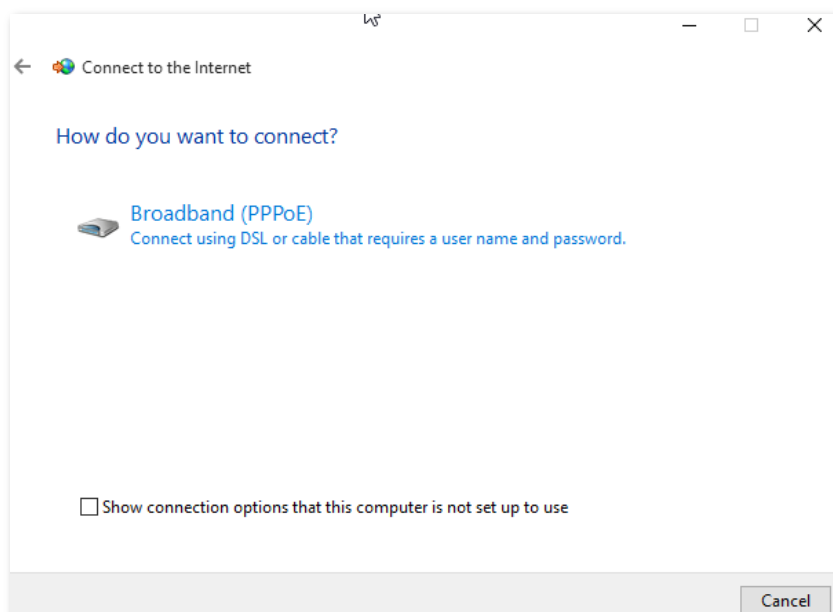 Connect to the Internet
How do you want to connect?
Broadband (PPPoE)
Connect using DSL or cable that requires a user name and password.
Show connection options that this computer is not set up to use
Cancel